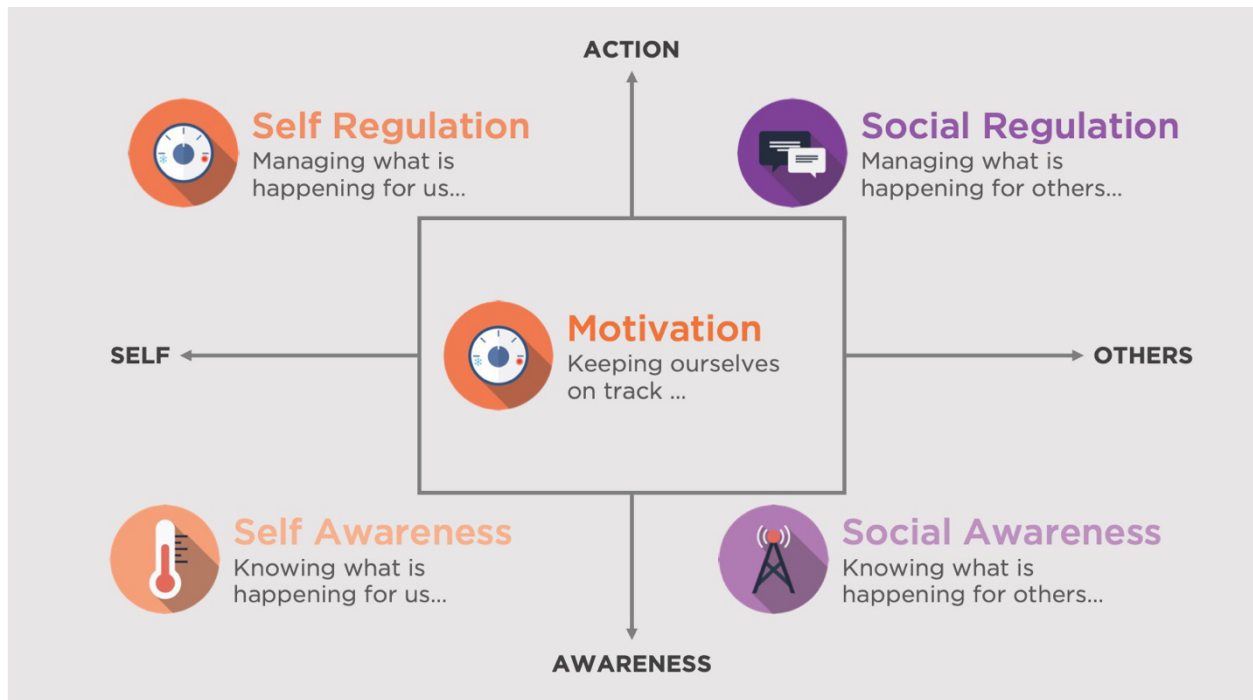 ACTION
Self Regulation
Managing what is
happening for us...
Social Regulation
Managing what is
happening for others...
SELF
Motivation
Keeping ourselves
on track ...
OTHERS
Self Awareness
Knowing what is
happening for us...
Social Awareness
Knowing what is
happening for others...
AWARENESS